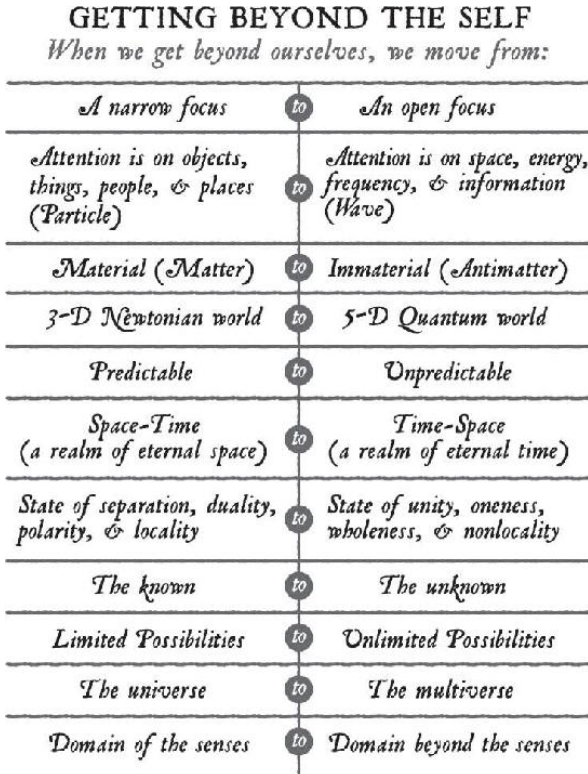 GETTING BEYOND THE SELF
When we get beyond ourselves, we move from:
A narrow focus to An open focus
Attention is on objects, things, people, & places (Particle) to Attention is on space, energy, frequency, & information (Wave)
Material (Matter) to Immaterial (Antimatter)
3-D Newtonian world to 5-D Quantum world
Predictable to Unpredictable
Space-Time (a realm of eternal space) to Time-Space (a realm of eternal time)
State of separation, duality, polarity, & locality to State of unity, oneness, wholeness, & nonlocality
The known to The unknown
Limited Possibilities to Unlimited Possibilities
The universe to The multiverse
Domain of the senses to Domain beyond the senses